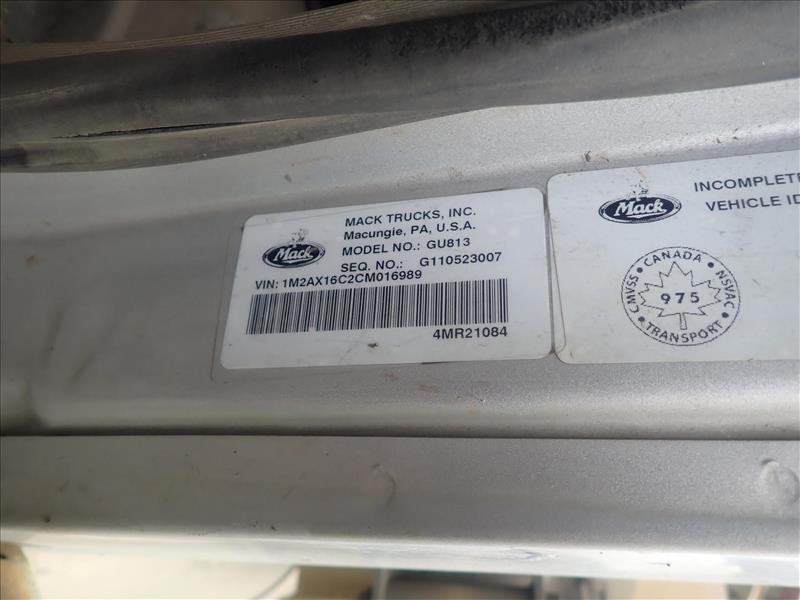 Mack
MACK TRUCKS, INC.
Macungie, PA, U.S.A.
MODEL NO.: GU813
SEQ. NO.: G110523007
VIN: 1M2AX16C2CM016989
4MR21084
Mack
INCOMPLETE
VEHICLE ID
CMVSS • CANADA • NSVAC
975
TRANSPORT